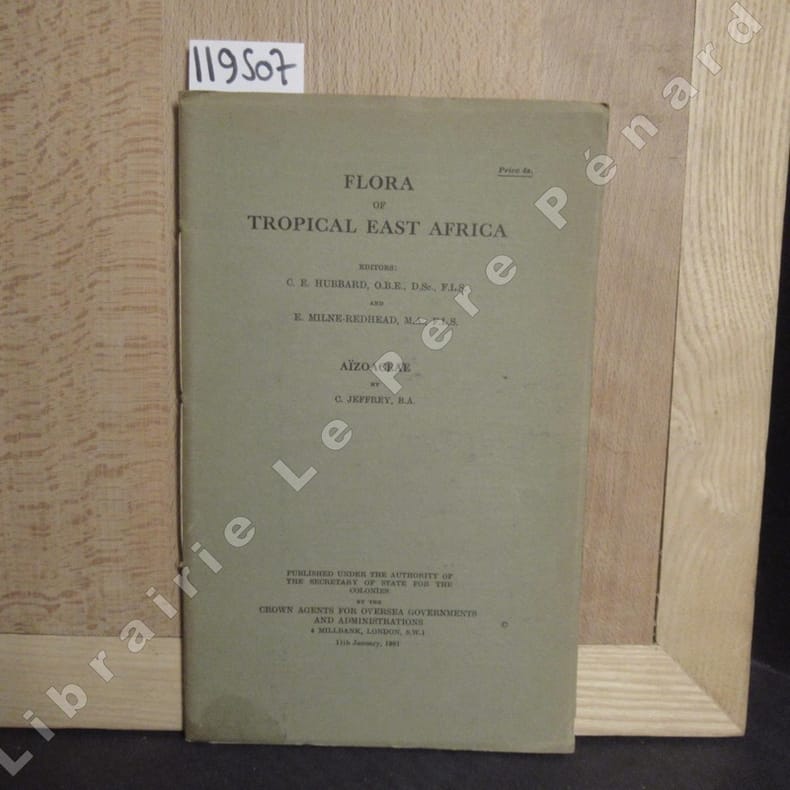 119507
Price 4s.
FLORA
OF
TROPICAL EAST AFRICA
EDITORS:
C. E. HUBBARD, O.B.E., D.Sc., F.L.S.
AND
E. MILNE-REDHEAD, M.A., F.L.S.
AÏZOACEAE
BY
C. JEFFREY, B.A.
PUBLISHED UNDER THE AUTHORITY OF
THE SECRETARY OF STATE FOR THE
COLONIES
BY THE
CROWN AGENTS FOR OVERSEA GOVERNMENTS
AND ADMINISTRATIONS
4 MILLBANK, LONDON, S.W.1
11th January, 1961
©
Librairie Le Père Pénard